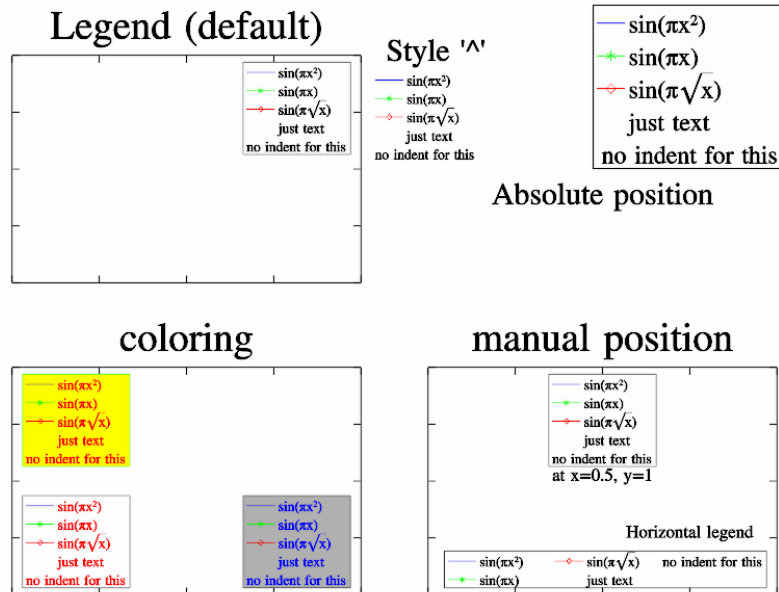 Legend (default)
sin(πx²)
sin(πx)
sin(π√x)
just text
no indent for this
Style '^'
sin(πx²)
sin(πx)
sin(π√x)
just text
no indent for this
sin(πx²)
sin(πx)
sin(π√x)
just text
no indent for this
Absolute position
coloring
sin(πx²)
sin(πx)
sin(π√x)
just text
no indent for this
sin(πx²)
sin(πx)
sin(π√x)
just text
no indent for this
sin(πx²)
sin(πx)
sin(π√x)
just text
no indent for this
manual position
sin(πx²)
sin(πx)
sin(π√x)
just text
no indent for this
at x=0.5, y=1
Horizontal legend
sin(πx²) sin(π√x) no indent for this
sin(πx) just text